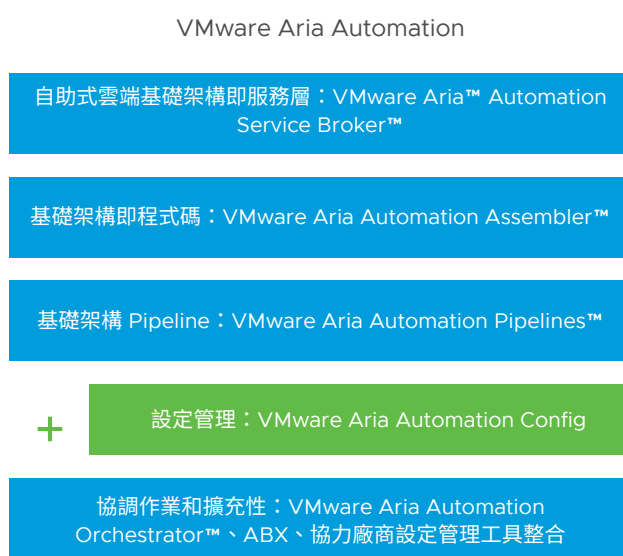 VMware Aria Automation
自助式雲端基礎架構即服務層：VMware Aria™ Automation
Service Broker™
基礎架構即程式碼：VMware Aria Automation Assembler™
基礎架構 Pipeline：VMware Aria Automation Pipelines™
+
設定管理：VMware Aria Automation Config
協調作業和擴充性：VMware Aria Automation
Orchestrator™、ABX、協力廠商設定管理工具整合